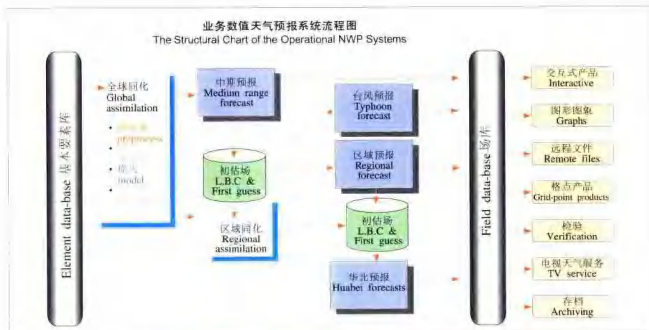 业务数值天气预报系统流程图
The Structural Chart of the Operational NWP Systems
Element data-base 基本要素库
全球同化
Global
assimilation
preprocess
model
中期预报
Medium range
forecast
初估场
L.B.C &
First guess
区域同化
Regional
assimilation
台风预报
Typhoon
forecast
区域预报
Regional
forecast
初估场
L.B.C &
First guess
华北预报
Huabei forecasts
Field data-base 场库
交互式产品
Interactive
图形图象
Graphs
远程文件
Remote files
格点产品
Grid-point products
检验
Verification
电视天气服务
TV service
存档
Archiving